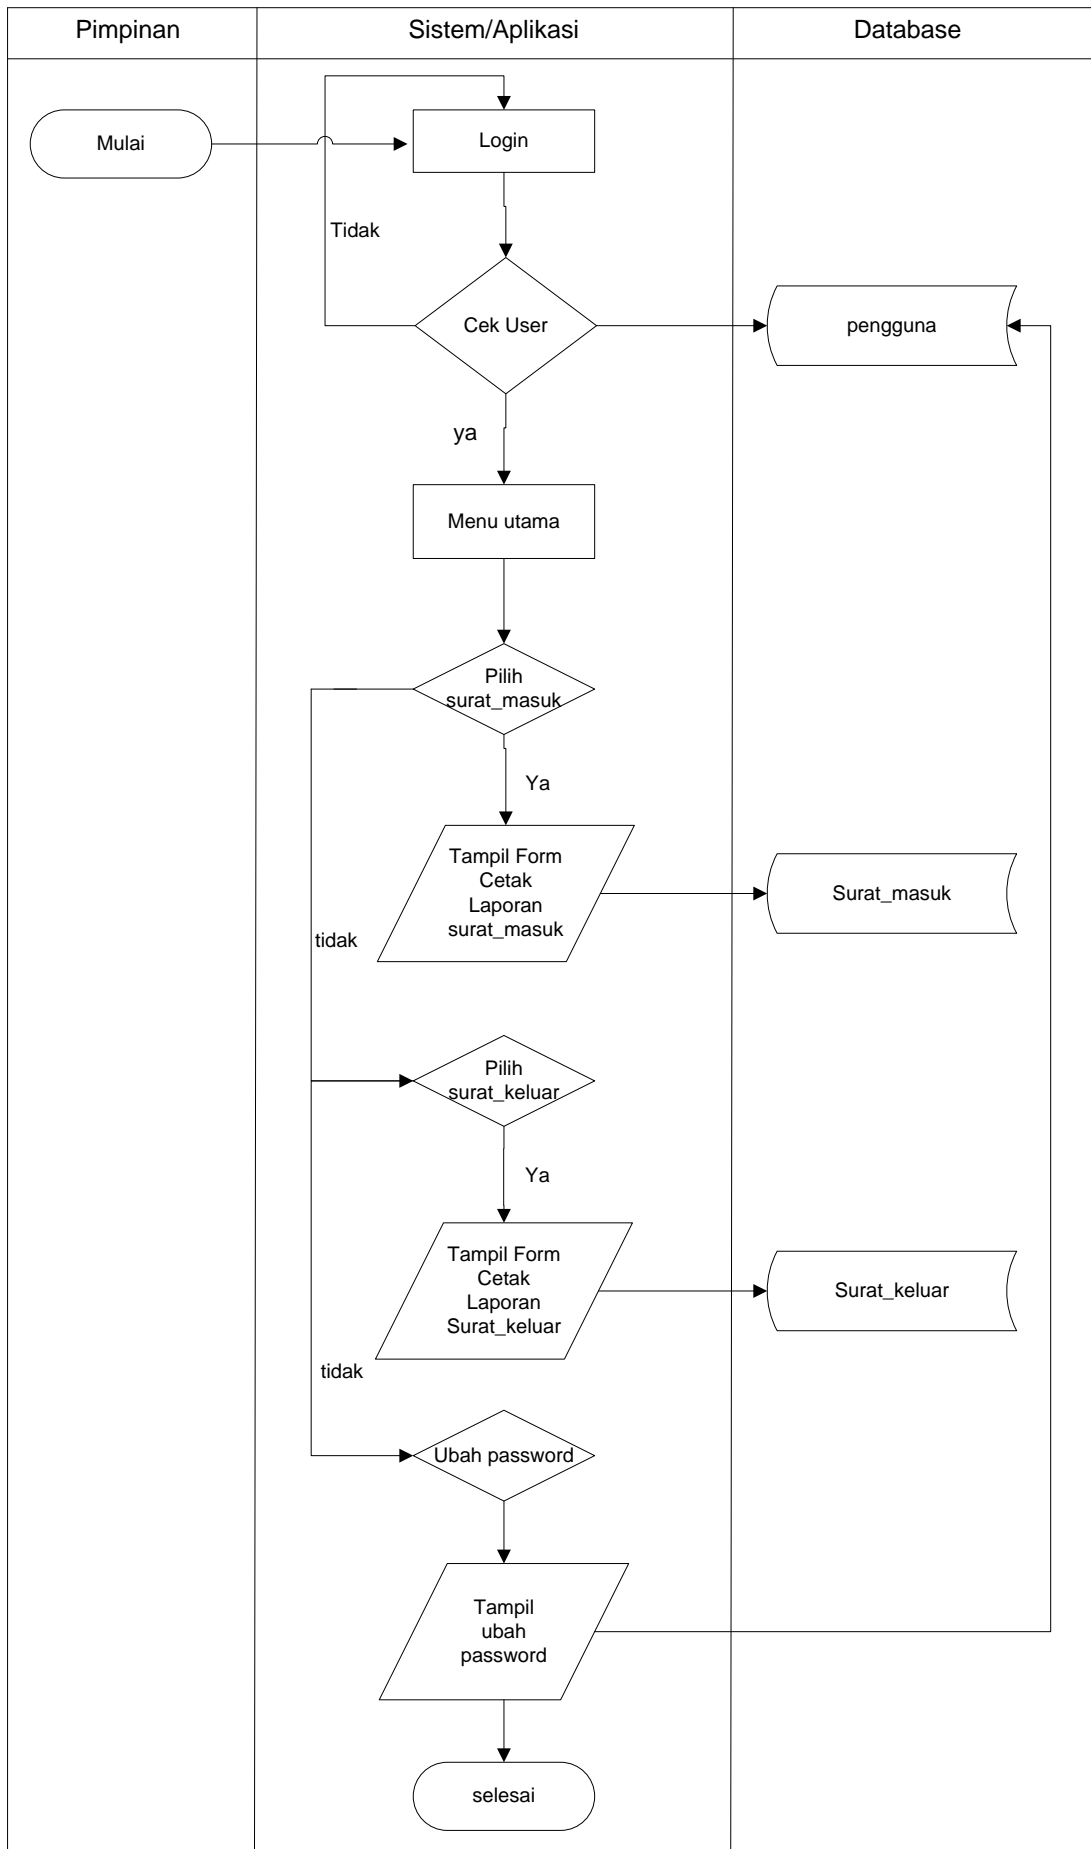 Pimpinan
Sistem/Aplikasi
Database
Mulai
Login
Tidak
Cek User
pengguna
ya
Menu utama
Pilih
surat_masuk
Ya
Tampil Form
Cetak
Laporan
surat_masuk
Surat_masuk
tidak
Pilih
surat_keluar
Ya
Tampil Form
Cetak
Laporan
Surat_keluar
Surat_keluar
tidak
Ubah password
Tampil
ubah
password
selesai